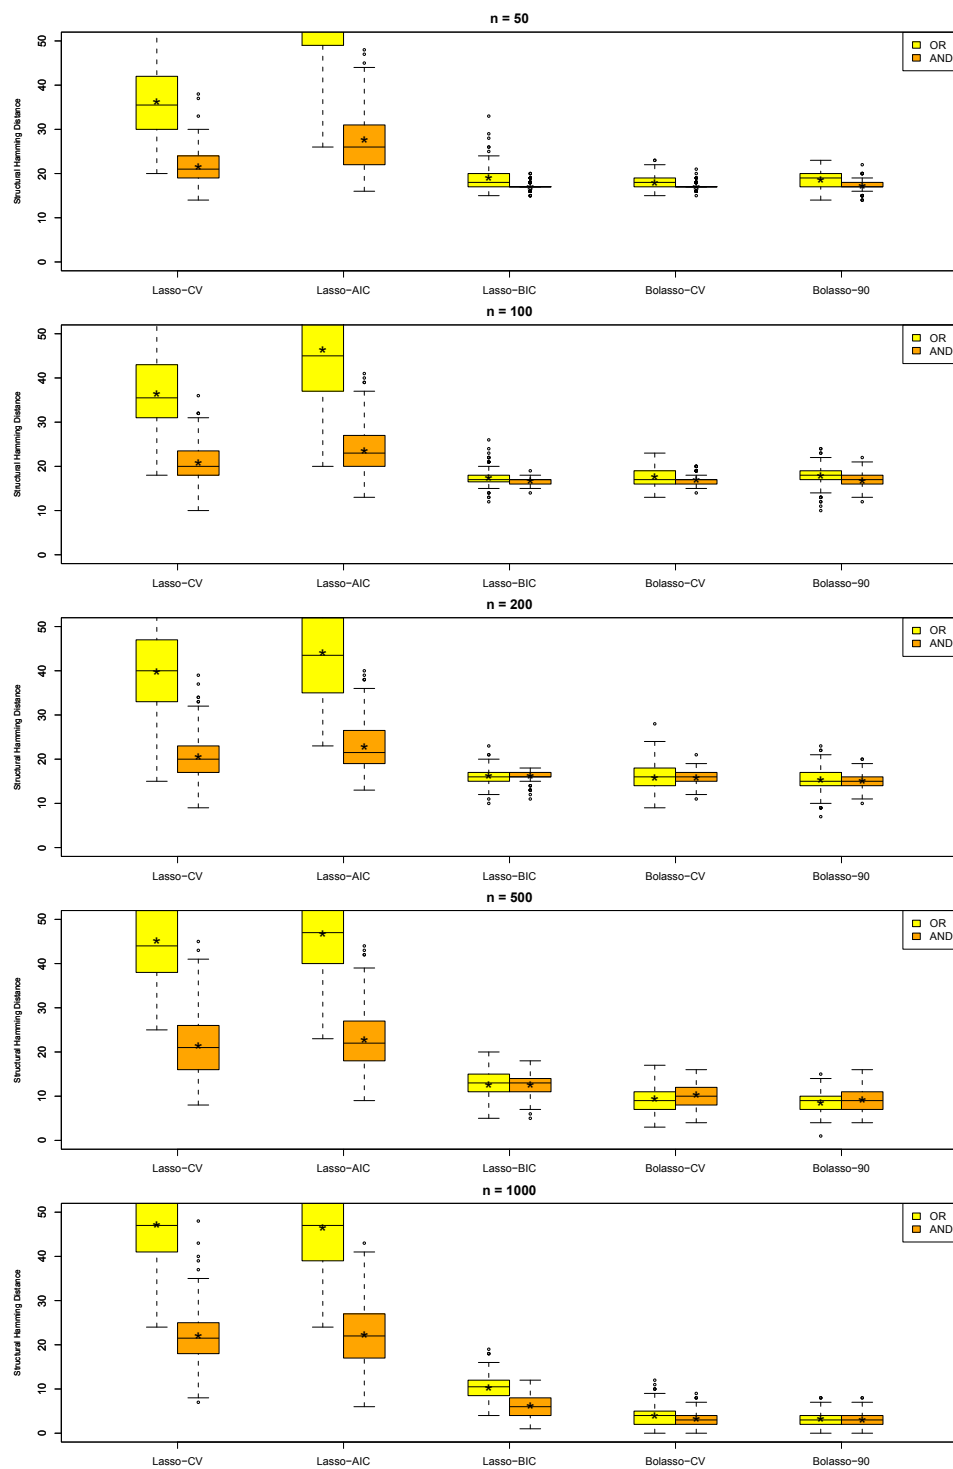 n = 50
Structural Hamming Distance
50
40
30
20
10
0
OR
AND
Lasso−CV Lasso−AIC Lasso−BIC Bolasso−CV Bolasso−90
n = 100
Structural Hamming Distance
50
40
30
20
10
0
OR
AND
Lasso−CV Lasso−AIC Lasso−BIC Bolasso−CV Bolasso−90
n = 200
Structural Hamming Distance
50
40
30
20
10
0
OR
AND
Lasso−CV Lasso−AIC Lasso−BIC Bolasso−CV Bolasso−90
n = 500
Structural Hamming Distance
50
40
30
20
10
0
OR
AND
Lasso−CV Lasso−AIC Lasso−BIC Bolasso−CV Bolasso−90
n = 1000
Structural Hamming Distance
50
40
30
20
10
0
OR
AND
Lasso−CV Lasso−AIC Lasso−BIC Bolasso−CV Bolasso−90